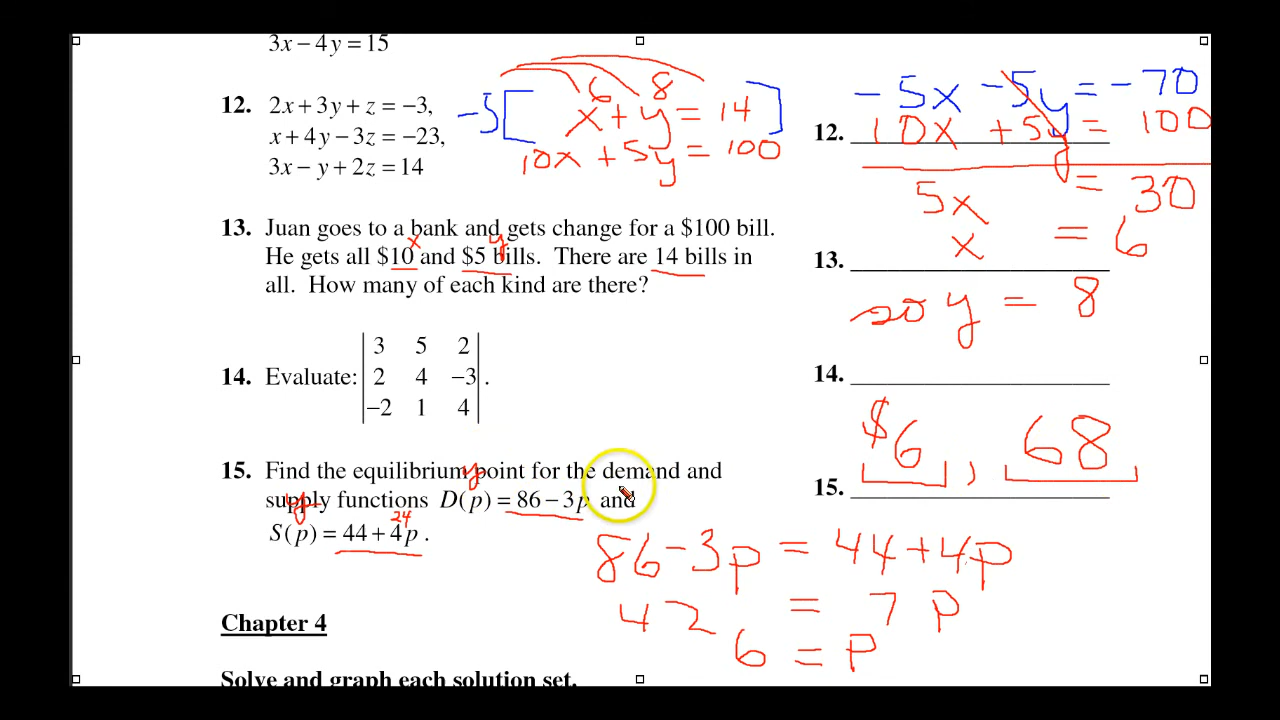 3x − 4y = 15
12. 2x + 3y + z = −3,
x + 4y − 3z = −23,
3x − y + 2z = 14
6 8
−5[ x + y = 14 ]
10x + 5y = 100
−5x −5y = −70
12. 10x + 5y = 100
5x = 30
x = 6
13. Juan goes to a bank and gets change for a $100 bill.
x y
He gets all $10 and $5 bills. There are 14 bills in
all. How many of each kind are there?
13.
so y = 8
14. Evaluate: | 3 5 2 |
| 2 4 −3 | .
| −2 1 4 |
14.
$6 , 68
15. Find the equilibrium point for the demand and
y
supply functions D(p) = 86 − 3p and
y
24
S(p) = 44 + 4p .
15.
86 − 3p = 44 + 4p
42 = 7p
6 = p
Chapter 4
Solve and graph each solution set.